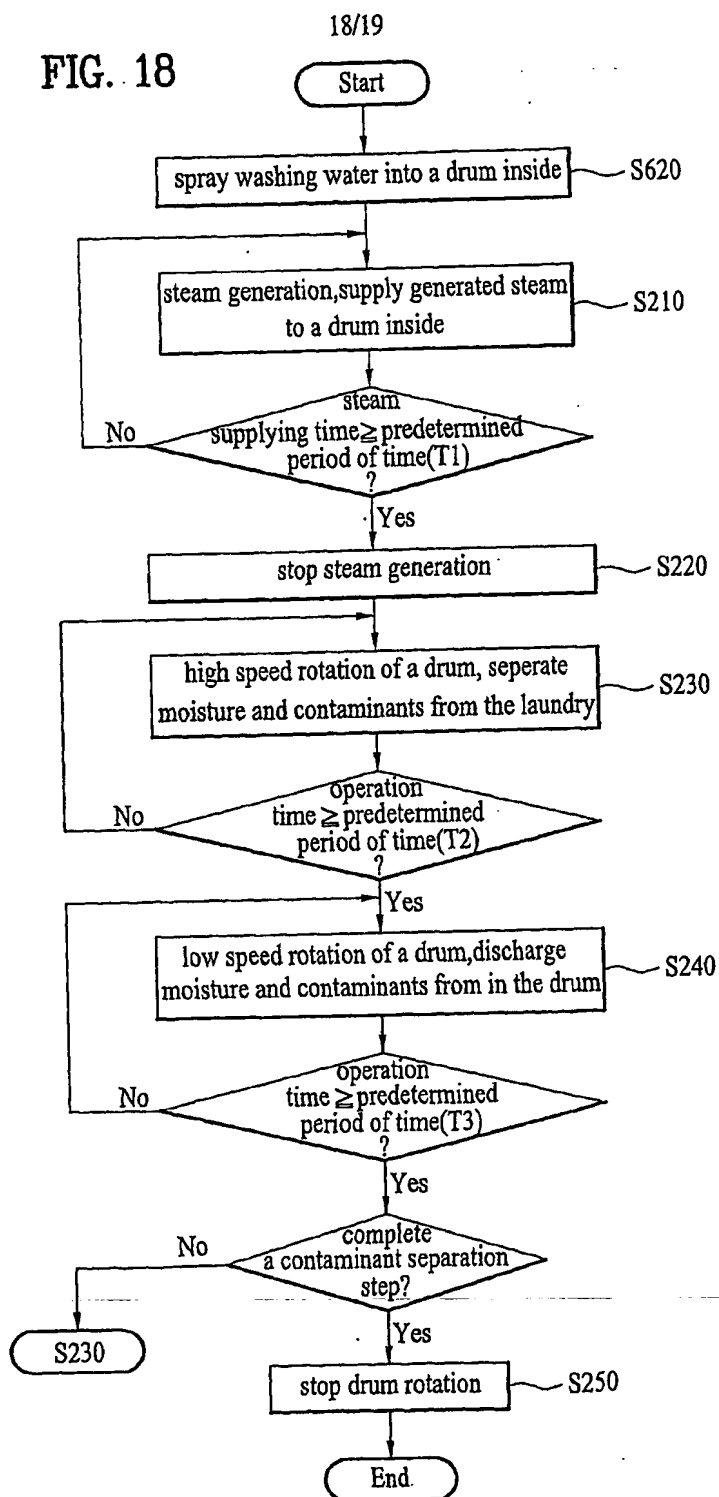 18/19
FIG. 18
Start
spray washing water into a drum inside
S620
steam generation,supply generated steam
to a drum inside
S210
steam
supplying time≧predetermined
period of time(T1)
?
No
Yes
stop steam generation
S220
high speed rotation of a drum, seperate
moisture and contaminants from the laundry
S230
operation
time≧predetermined
period of time(T2)
?
No
Yes
low speed rotation of a drum,discharge
moisture and contaminants from in the drum
S240
operation
time≧predetermined
period of time(T3)
?
No
Yes
complete
a contaminant separation
step?
No
S230
Yes
stop drum rotation
S250
End